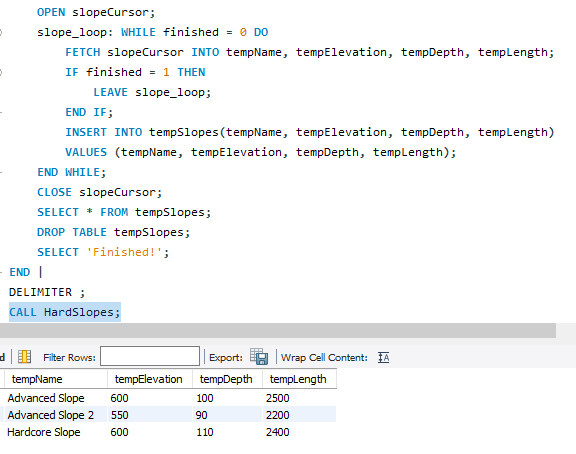 OPEN slopeCursor;
slope_loop: WHILE finished = 0 DO
FETCH slopeCursor INTO tempName, tempElevation, tempDepth, tempLength;
IF finished = 1 THEN
LEAVE slope_loop;
END IF;
INSERT INTO tempSlopes(tempName, tempElevation, tempDepth, tempLength)
VALUES (tempName, tempElevation, tempDepth, tempLength);
END WHILE;
CLOSE slopeCursor;
SELECT * FROM tempSlopes;
DROP TABLE tempSlopes;
SELECT 'Finished!';
END |
DELIMITER ;
CALL HardSlopes;
d Filter Rows: Export: Wrap Cell Content: IA
tempName tempElevation tempDepth tempLength
Advanced Slope 600 100 2500
Advanced Slope 2 550 90 2200
Hardcore Slope 600 110 2400